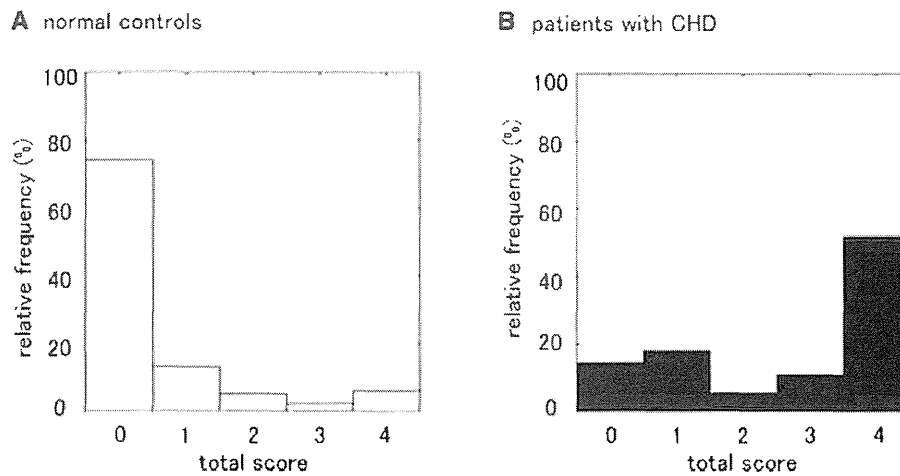 A normal controls
B patients with CHD
relative frequency (%)
100
80
60
40
20
0
0 1 2 3 4
total score
relative frequency (%)
100
80
60
40
20
0
0 1 2 3 4
total score